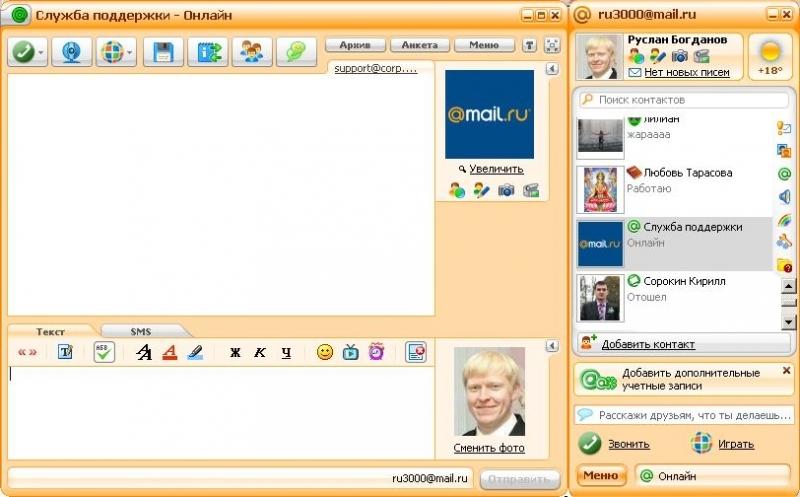 Служба поддержки - Онлайн
Архив
Анкета
Меню
T
support@corp....
@mail.ru®
Увеличить
Текст
SMS
« »
АБВ
А
А
Ж
К
Ч
Сменить фото
ru3000@mail.ru
Отправить
ru3000@mail.ru
Руслан Богданов
Нет новых писем
+18°
Поиск контактов
лилиан
жараааа
Любовь Тарасова
Работаю
@mail.ru
Служба поддержки
Онлайн
Сорокин Кирилл
Отошел
Добавить контакт
Добавить дополнительные
учетные записи
Расскажи друзьям, что ты делаешь...
Звонить
Играть
Меню
Онлайн